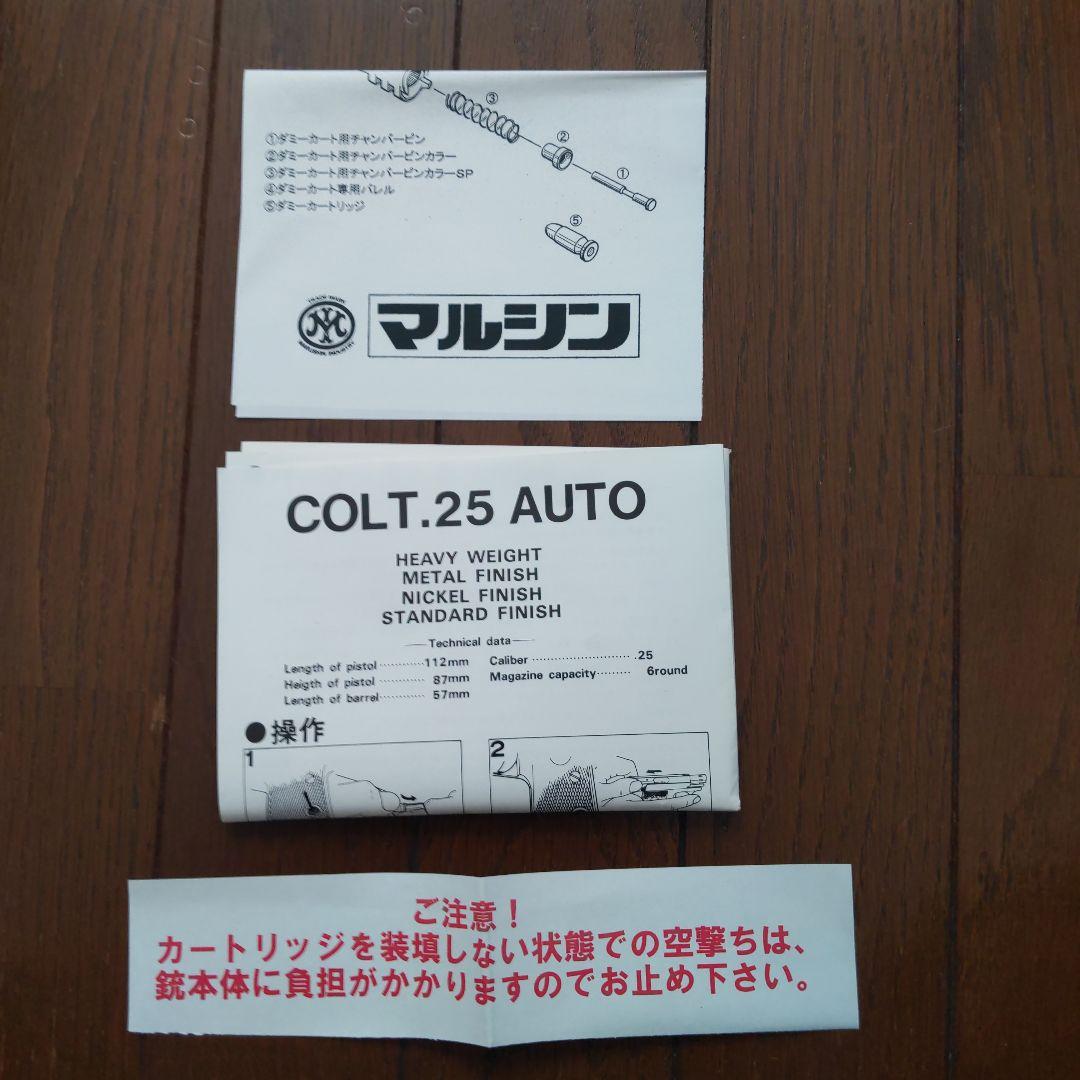 ③
②
①
⑤
①ダミーカート用チャンバーピン
②ダミーカート用チャンバーピンカラー
③ダミーカート用チャンバーピンカラーSP
④ダミーカート専用バレル
⑤ダミーカートリッジ
TRADE MARK
MARUSHIN INDUSTRY
マルシン
COLT.25 AUTO
HEAVY WEIGHT
METAL FINISH
NICKEL FINISH
STANDARD FINISH
Technical data
Length of pistol ············ 112mm
Heigth of pistol ············ 87mm
Length of barrel ············ 57mm
Caliber ·························· .25
Magazine capacity ········· 6round
●操作
1
2
ご注意！
カートリッジを装填しない状態での空撃ちは、
銃本体に負担がかかりますのでお止め下さい。